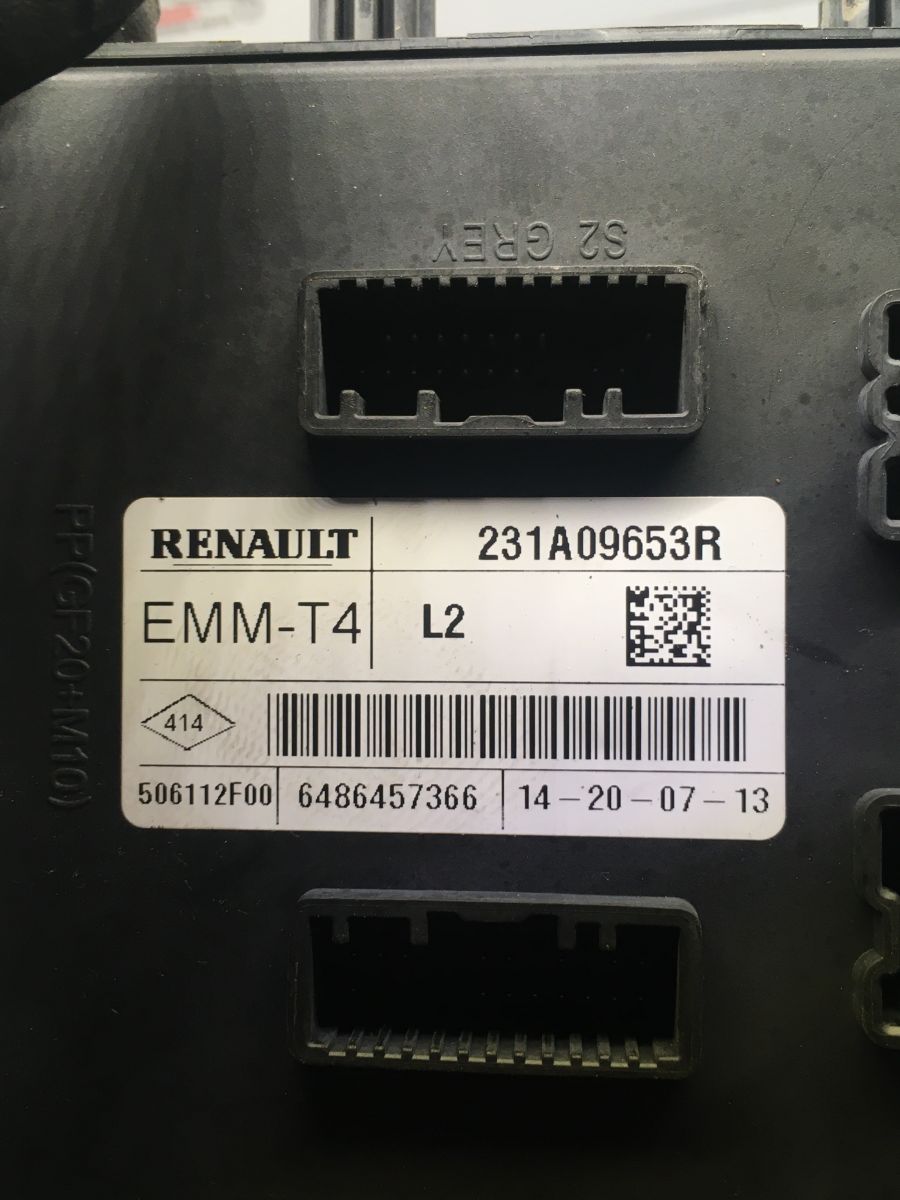 S2 GREY
RENAULT
231A09653R
EMM-T4
L2
414
506112F00
6486457366
14-20-07-13
PP(GF20+M10)